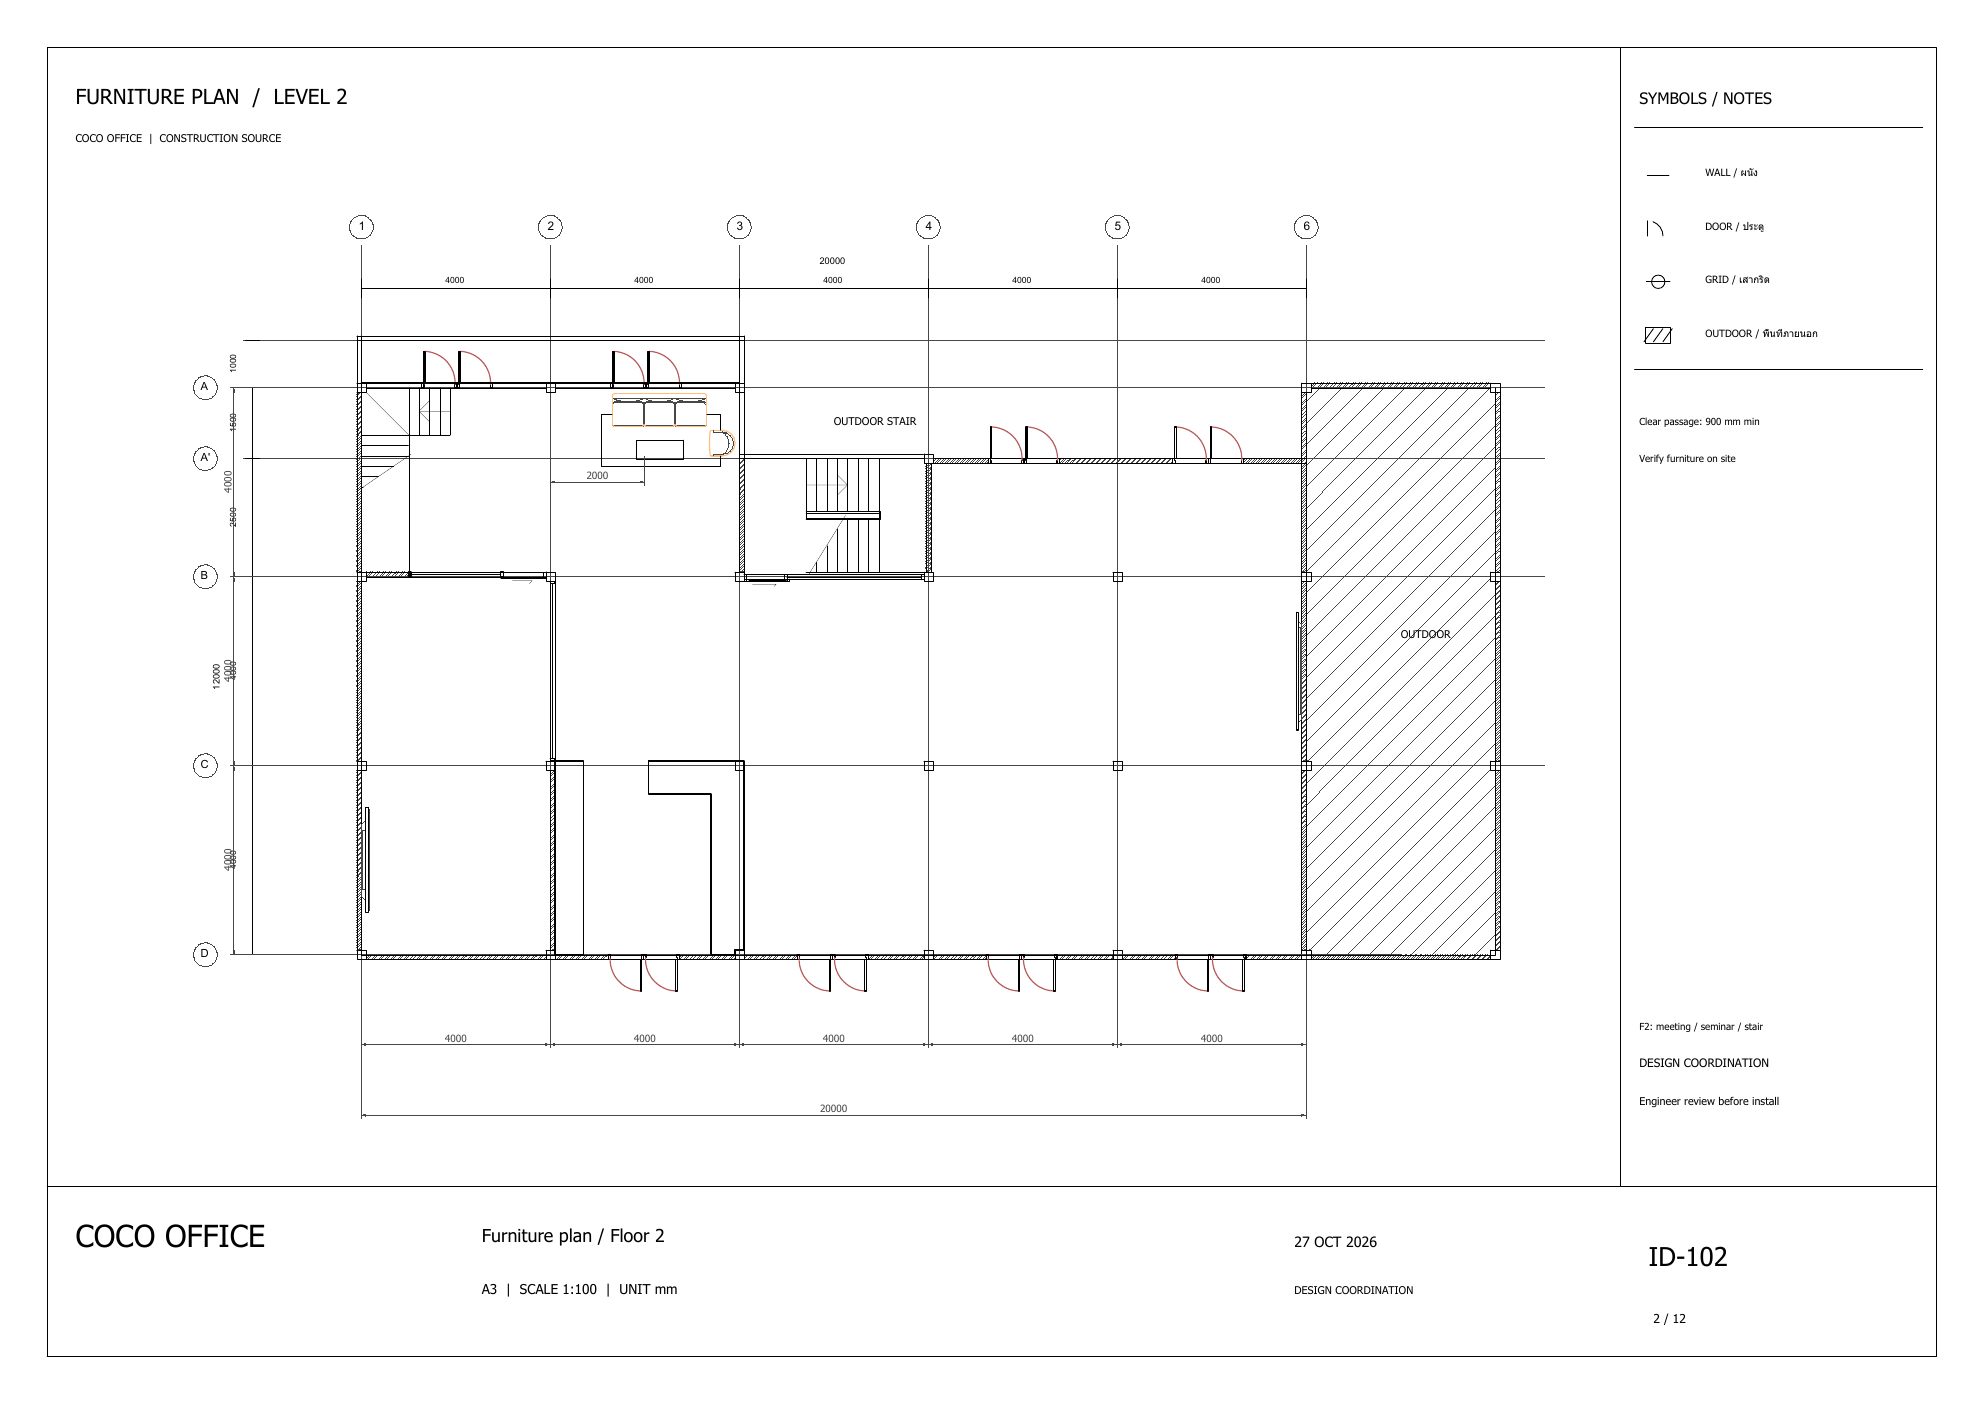 FURNITURE PLAN / LEVEL 2
COCO OFFICE | CONSTRUCTION SOURCE
1 2 3 4 5 6
20000
4000 4000 4000 4000 4000
1000
A
1500
OUTDOOR STAIR
A'
4000
2000
2500
B
OUTDOOR
12000
4000
4000
C
4000
4000
D
4000 4000 4000 4000 4000
20000
SYMBOLS / NOTES
WALL / ผนัง
DOOR / ประตู
GRID / เสากริด
OUTDOOR / พื้นที่ภายนอก
Clear passage: 900 mm min
Verify furniture on site
F2: meeting / seminar / stair
DESIGN COORDINATION
Engineer review before install
COCO OFFICE
Furniture plan / Floor 2
A3 | SCALE 1:100 | UNIT mm
27 OCT 2026
DESIGN COORDINATION
ID-102
2 / 12